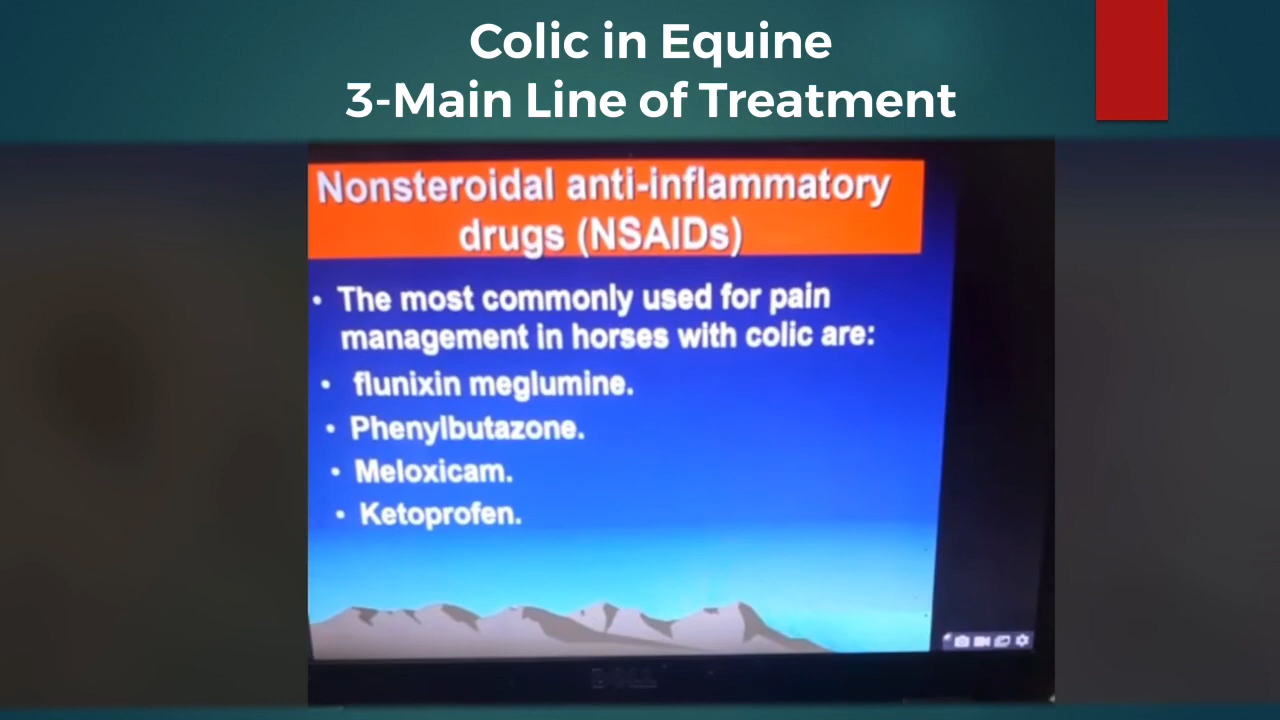 Colic in Equine
3-Main Line of Treatment
Nonsteroidal anti-inflammatory
drugs (NSAIDs)
• The most commonly used for pain
management in horses with colic are:
• flunixin meglumine.
• Phenylbutazone.
• Meloxicam.
• Ketoprofen.
DELL